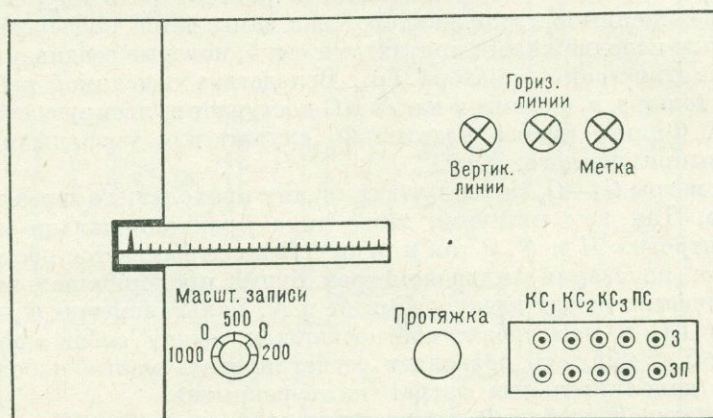 Гориз.
линии
Вертик.
линии
Метка
Масшт. записи
500
0 0
1000 200
Протяжка
КС₁ КС₂ КС₃ ПС
З
ЗП